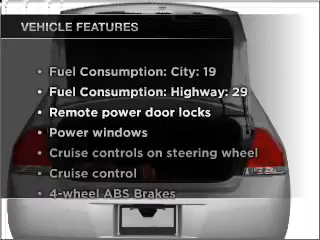 VEHICLE FEATURES
• Fuel Consumption: City: 19
• Fuel Consumption: Highway: 29
• Remote power door locks
• Power windows
• Cruise controls on steering wheel
• Cruise control
• 4-wheel ABS Brakes